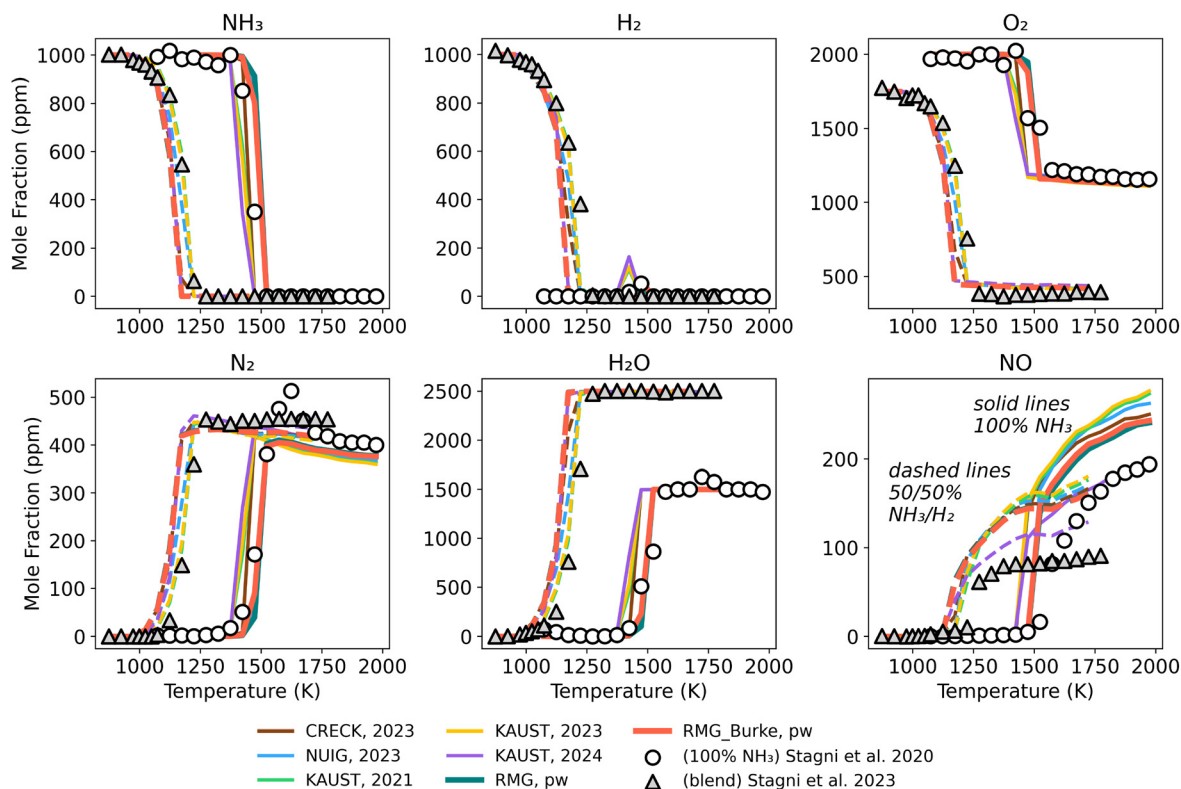 NH₃
H₂
O₂
Mole Fraction (ppm)
1000
800
600
400
200
0
1000 1250 1500 1750 2000
1000
800
600
400
200
0
1000 1250 1500 1750 2000
2000
1500
1000
500
1000 1250 1500 1750 2000
N₂
H₂O
NO
Mole Fraction (ppm)
500
400
300
200
100
0
1000 1250 1500 1750 2000
Temperature (K)
2500
2000
1500
1000
500
0
1000 1250 1500 1750 2000
Temperature (K)
200
100
0
solid lines
100% NH₃
dashed lines
50/50%
NH₃/H₂
1000 1250 1500 1750 2000
Temperature (K)
CRECK, 2023
NUIG, 2023
KAUST, 2021
KAUST, 2023
KAUST, 2024
RMG, pw
RMG_Burke, pw
(100% NH₃) Stagni et al. 2020
(blend) Stagni et al. 2023